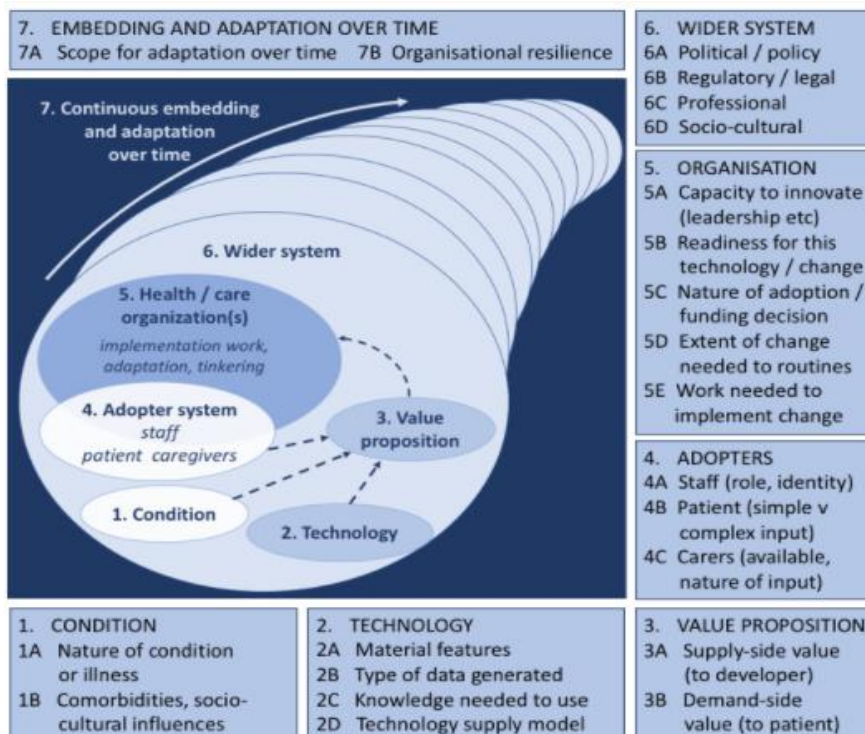 7. EMBEDDING AND ADAPTATION OVER TIME
7A Scope for adaptation over time 7B Organisational resilience
7. Continuous embedding
and adaptation
over time
6. Wider system
5. Health / care
organization(s)
implementation work,
adaptation, tinkering
4. Adopter system
staff
patient caregivers
3. Value
proposition
1. Condition
2. Technology
6. WIDER SYSTEM
6A Political / policy
6B Regulatory / legal
6C Professional
6D Socio-cultural
5. ORGANISATION
5A Capacity to innovate
(leadership etc)
5B Readiness for this
technology / change
5C Nature of adoption /
funding decision
5D Extent of change
needed to routines
5E Work needed to
implement change
4. ADOPTERS
4A Staff (role, identity)
4B Patient (simple v
complex input)
4C Carers (available,
nature of input)
1. CONDITION
1A Nature of condition
or illness
1B Comorbidities, socio-
cultural influences
2. TECHNOLOGY
2A Material features
2B Type of data generated
2C Knowledge needed to use
2D Technology supply model
3. VALUE PROPOSITION
3A Supply-side value
(to developer)
3B Demand-side
value (to patient)